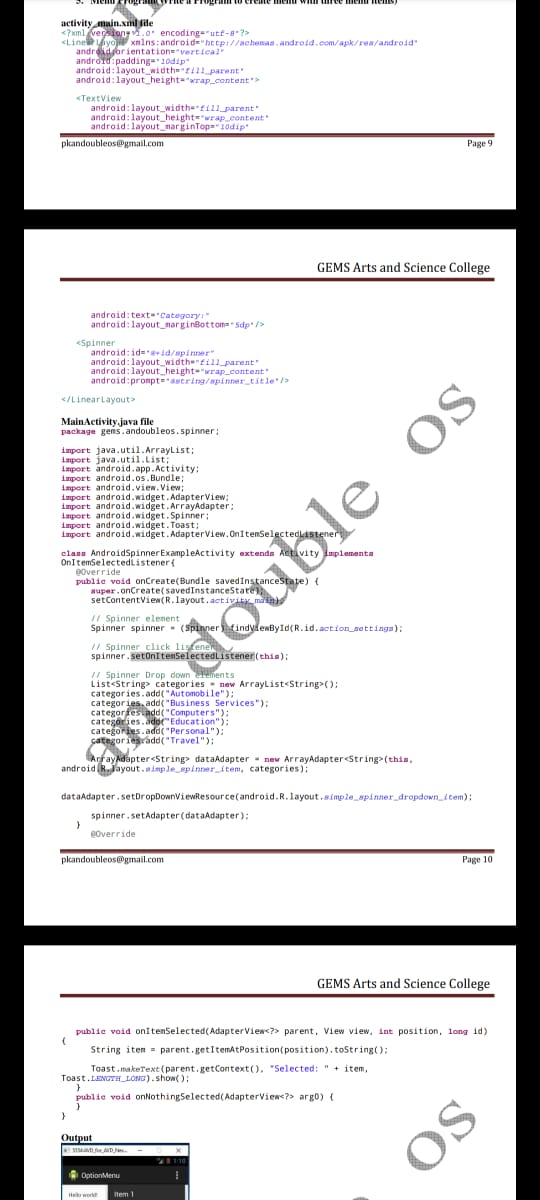 5. Menu Program(Write a Program to create menu with three menu items)
activity_main.xml file
<?xml version="1.0" encoding="utf-8"?>
<LinearLayout xmlns:android="http://schemas.android.com/apk/res/android"
android:orientation="vertical"
android:padding="10dip"
android:layout_width="fill_parent"
android:layout_height="wrap_content">
<TextView
android:layout_width="fill_parent"
android:layout_height="wrap_content"
android:layout_marginTop="10dip"
pkandoubleos@gmail.com Page 9
GEMS Arts and Science College
android:text="Category:"
android:layout_marginBottom="5dp"/>
<Spinner
android:id="@+id/spinner"
android:layout_width="fill_parent"
android:layout_height="wrap_content"
android:prompt="@string/spinner_title"/>
</LinearLayout>
MainActivity.java file
package gems.andoubleos.spinner;
import java.util.ArrayList;
import java.util.List;
import android.app.Activity;
import android.os.Bundle;
import android.view.View;
import android.widget.AdapterView;
import android.widget.ArrayAdapter;
import android.widget.Spinner;
import android.widget.Toast;
import android.widget.AdapterView.OnItemSelectedListener;
class AndroidSpinnerExampleActivity extends Activity implements
OnItemSelectedListener{
@Override
public void onCreate(Bundle savedInstanceState) {
super.onCreate(savedInstanceState);
setContentView(R.layout.activity_main);
// Spinner element
Spinner spinner = (Spinner) findViewById(R.id.action_settings);
// Spinner click listener
spinner.setOnItemSelectedListener(this);
// Spinner Drop down elements
List<String> categories = new ArrayList<String>();
categories.add("Automobile");
categories.add("Business Services");
categories.add("Computers");
categories.add("Education");
categories.add("Personal");
categories.add("Travel");
ArrayAdapter<String> dataAdapter = new ArrayAdapter<String>(this,
android.R.layout.simple_spinner_item, categories);
dataAdapter.setDropDownViewResource(android.R.layout.simple_spinner_dropdown_item);
spinner.setAdapter(dataAdapter);
}
@Override
an double os
pkandoubleos@gmail.com Page 10
GEMS Arts and Science College
public void onItemSelected(AdapterView<?> parent, View view, int position, long id)
{
String item = parent.getItemAtPosition(position).toString();
Toast.makeText(parent.getContext(), "Selected: " + item,
Toast.LENGTH_LONG).show();
}
public void onNothingSelected(AdapterView<?> arg0) {
}
}
os
Output
1:10
OptionMenu
Hello world! Item 1